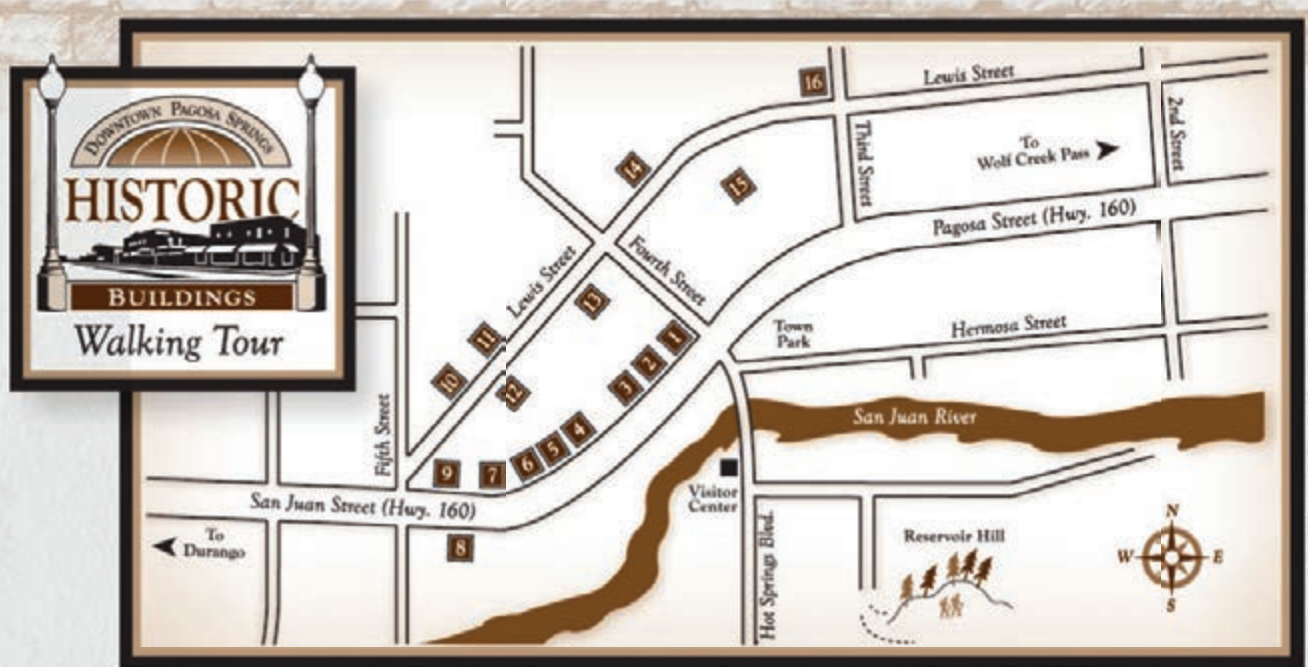 DOWNTOWN PAGOSA SPRINGS
HISTORIC
BUILDINGS
Walking Tour
16
Lewis Street
2nd Street
Third Street
To
Wolf Creek Pass
14
15
Pagosa Street (Hwy. 160)
Fourth Street
Lewis Street
13
11
1
2
3
Town
Park
Hermosa Street
10
12
4
5
6
7
9
San Juan River
Fifth Street
San Juan Street (Hwy. 160)
8
Visitor
Center
To
Durango
Hot Springs Blvd.
Reservoir Hill
N
W
E
S